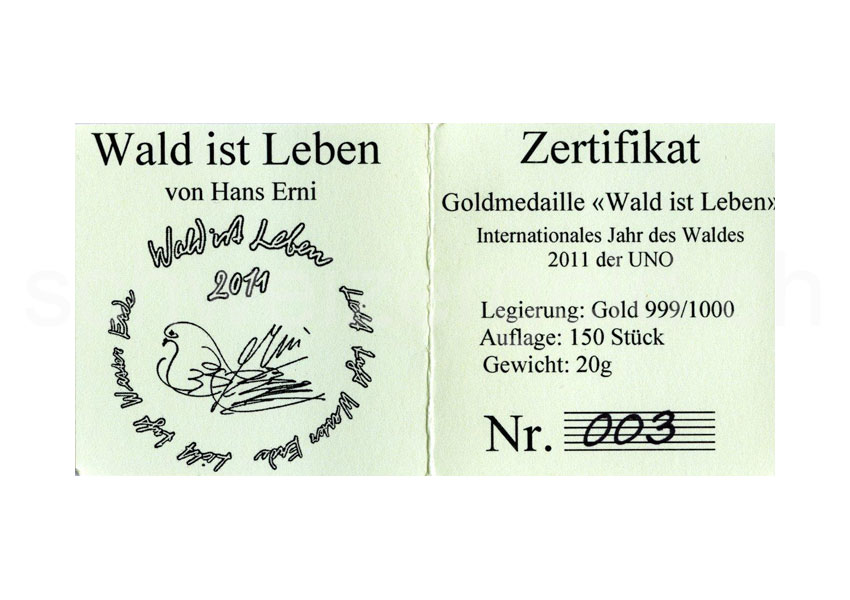 Wald ist Leben
von Hans Erni
Wald ist Leben
2011
Licht Luft Wasser Erde Licht Luft Wasser Erde
Erni
Zertifikat
Goldmedaille «Wald ist Leben»
Internationales Jahr des Waldes
2011 der UNO
Legierung: Gold 999/1000
Auflage: 150 Stück
Gewicht: 20g
Nr. 003